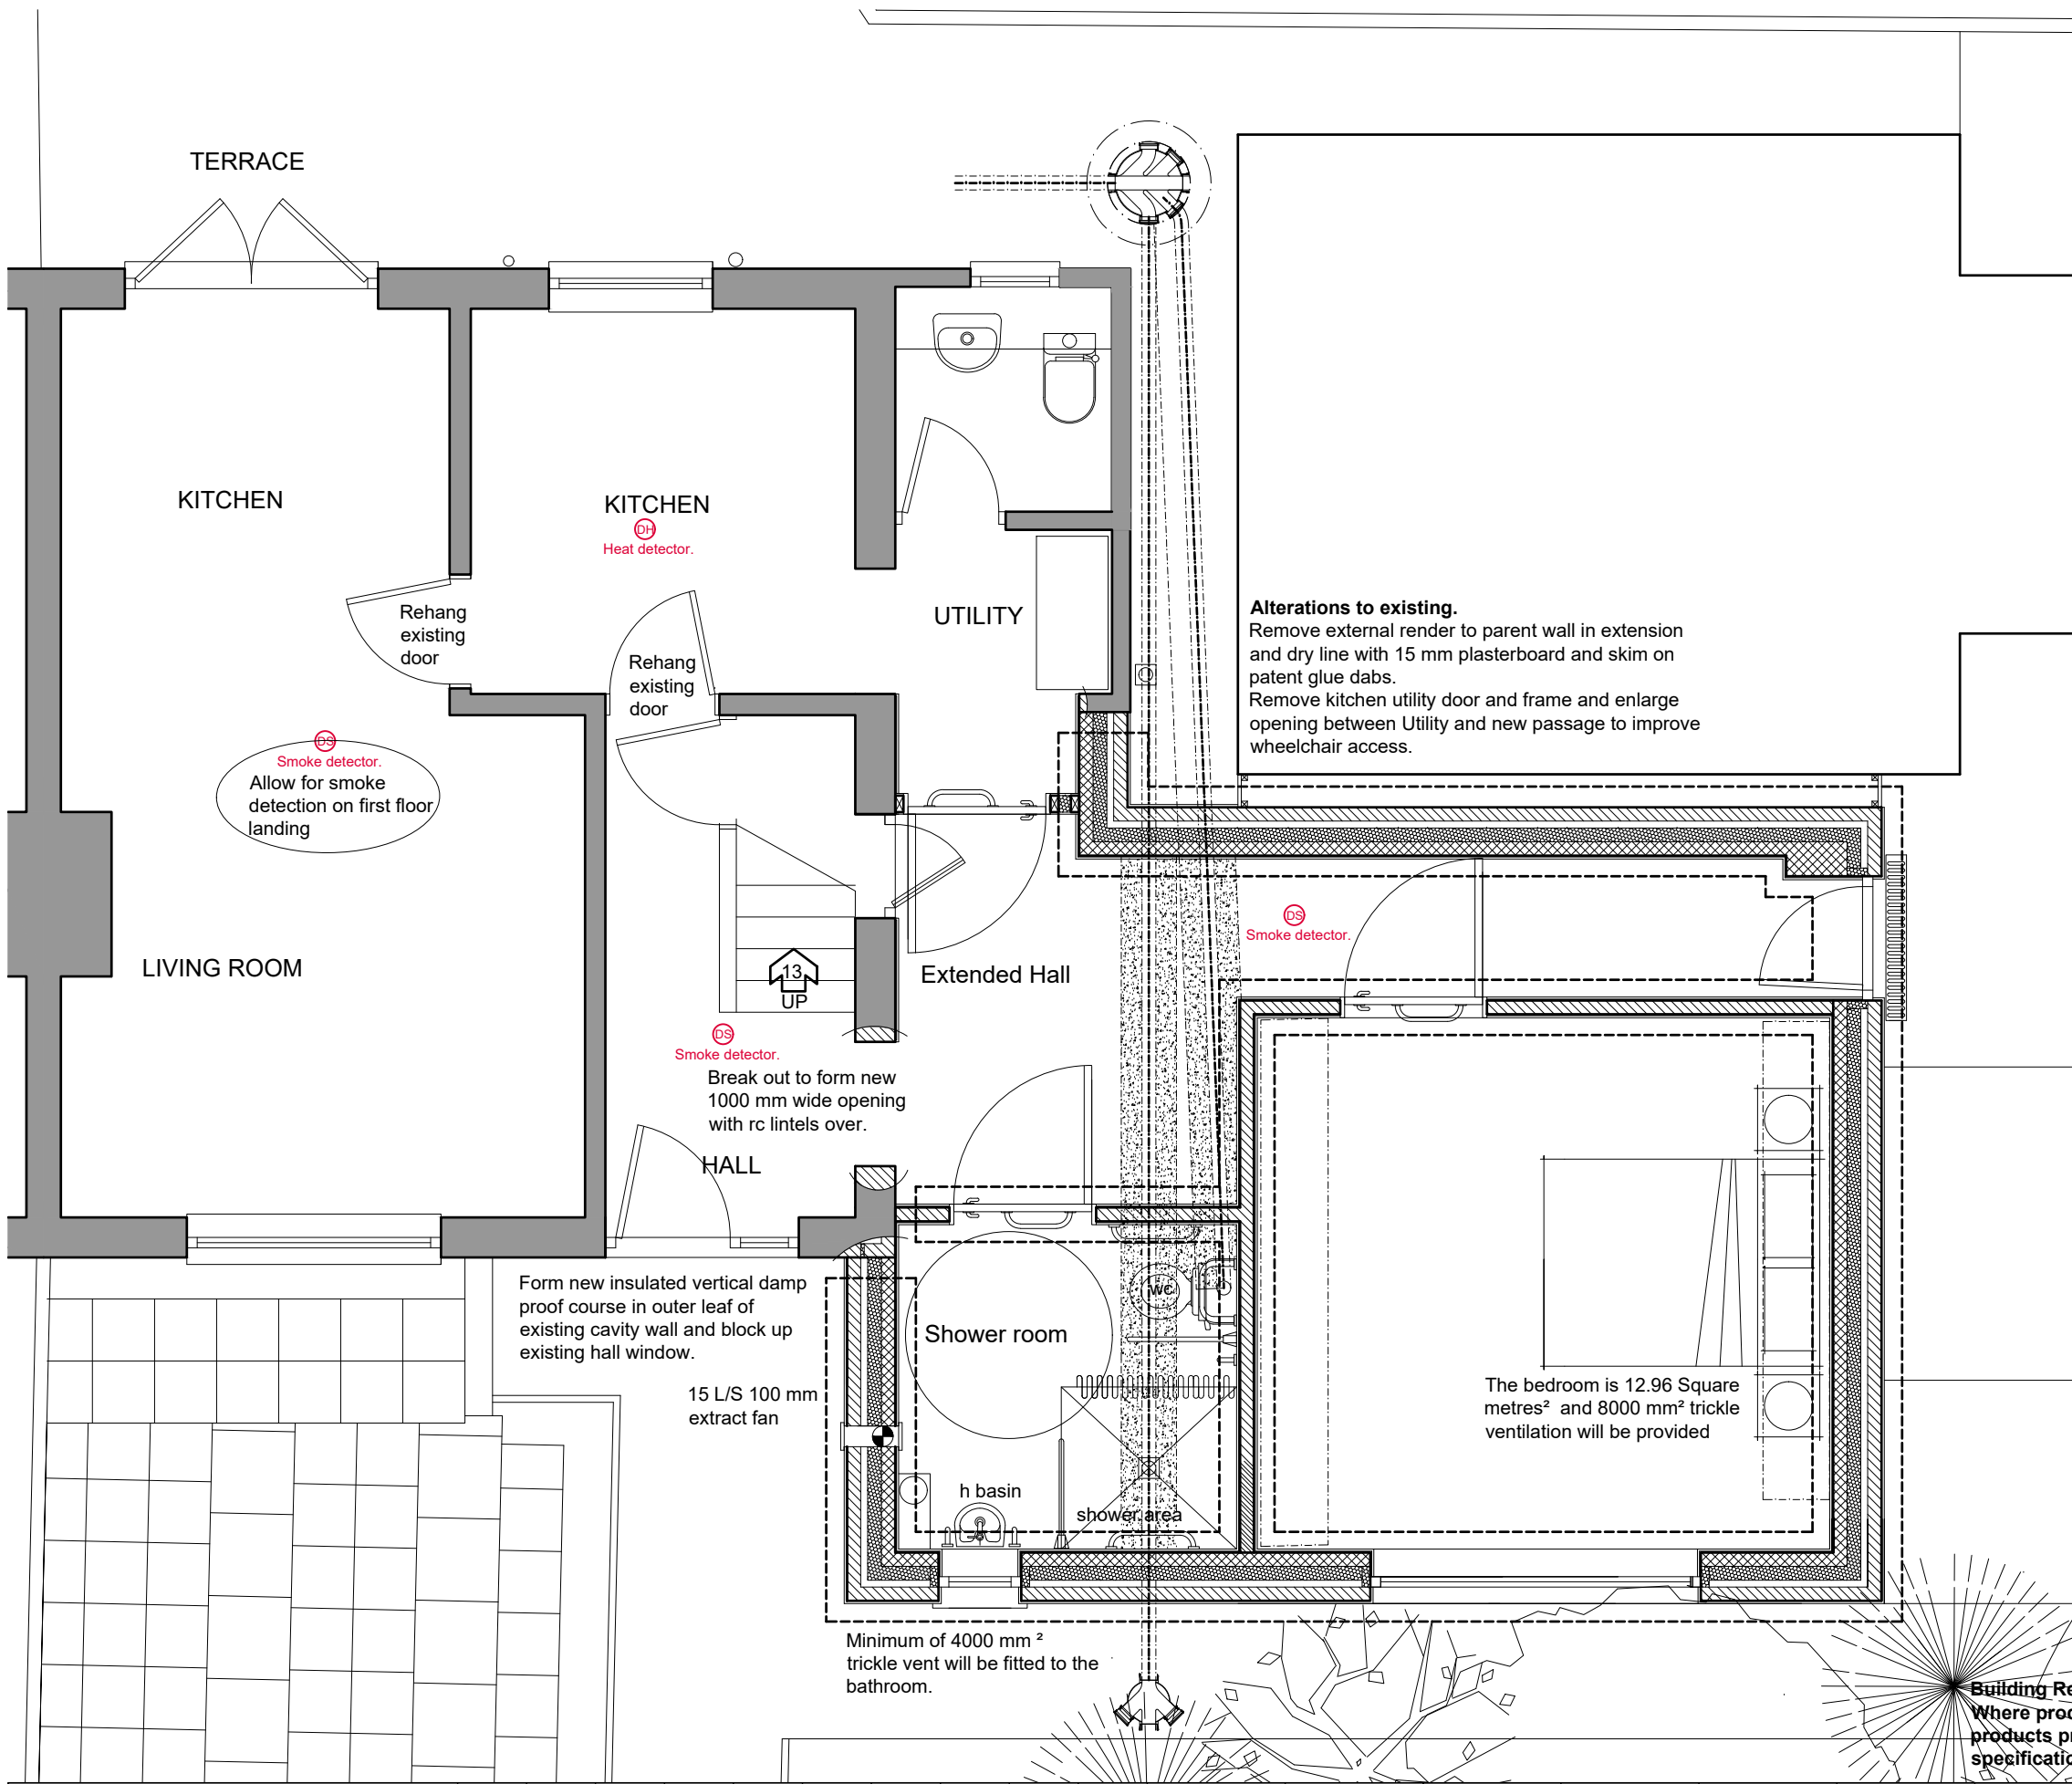 TERRACE
KITCHEN
KITCHEN
DH
Heat detector.
Rehang
existing
door
Rehang
existing
door
UTILITY
Alterations to existing.
Remove external render to parent wall in extension
and dry line with 15 mm plasterboard and skim on
patent glue dabs.
Remove kitchen utility door and frame and enlarge
opening between Utility and new passage to improve
wheelchair access.
DS
Smoke detector.
Allow for smoke
detection on first floor
landing
LIVING ROOM
13
UP
Extended Hall
DS
Smoke detector.
DS
Smoke detector.
Break out to form new
1000 mm wide opening
with rc lintels over.
HALL
Form new insulated vertical damp
proof course in outer leaf of
existing cavity wall and block up
existing hall window.
15 L/S 100 mm
extract fan
Shower room
WC
h basin
shower area
The bedroom is 12.96 Square
metres² and 8000 mm² trickle
ventilation will be provided
Minimum of 4000 mm ²
trickle vent will be fitted to the
bathroom.
Building Re
Where prod
products pr
specificatio